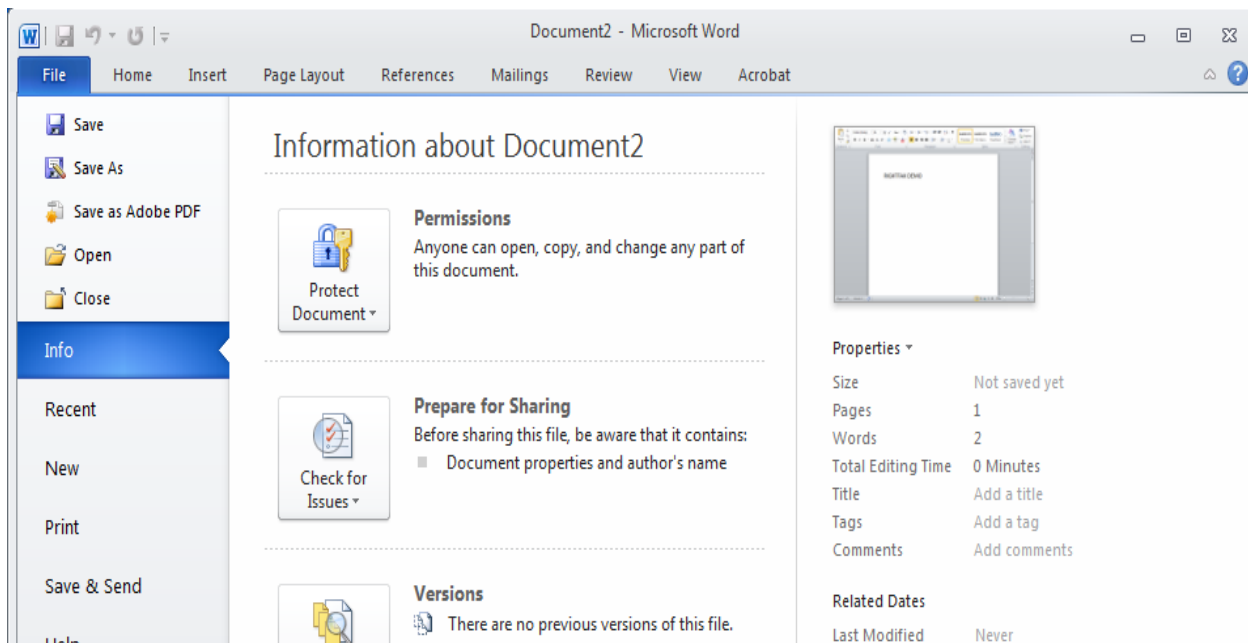 Document2 - Microsoft Word
File Home Insert Page Layout References Mailings Review View Acrobat
Save
Save As
Save as Adobe PDF
Open
Close
Info
Recent
New
Print
Save & Send
Information about Document2
Protect
Document
Permissions
Anyone can open, copy, and change any part of
this document.
Check for
Issues
Prepare for Sharing
Before sharing this file, be aware that it contains:
Document properties and author's name
Versions
There are no previous versions of this file.
Properties
Size Not saved yet
Pages 1
Words 2
Total Editing Time 0 Minutes
Title Add a title
Tags Add a tag
Comments Add comments
Related Dates
Last Modified Never